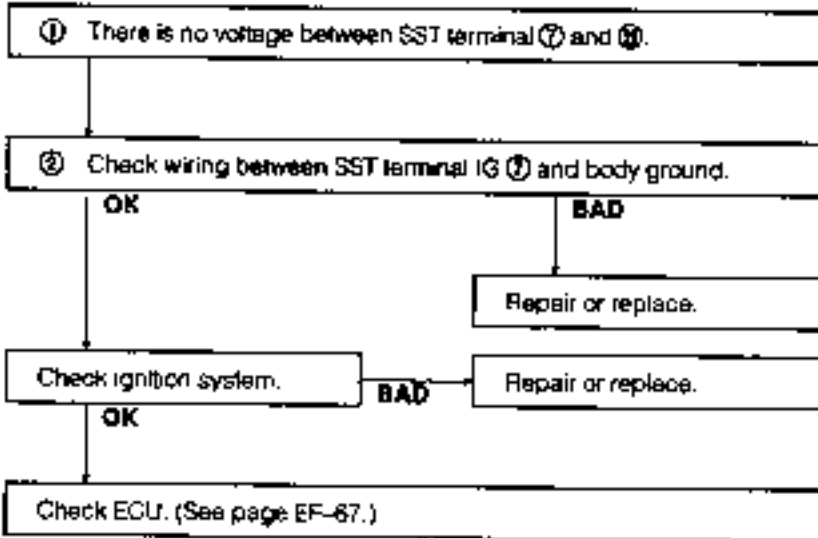 ① There is no voltage between SST terminal ⑦ and
② Check wiring between SST terminal IG ⑦ and body ground.
OK
BAD
Repair or replace.
Check ignition system.
BAD
Repair or replace.
OK
Check ECU. (See page EF–67.)